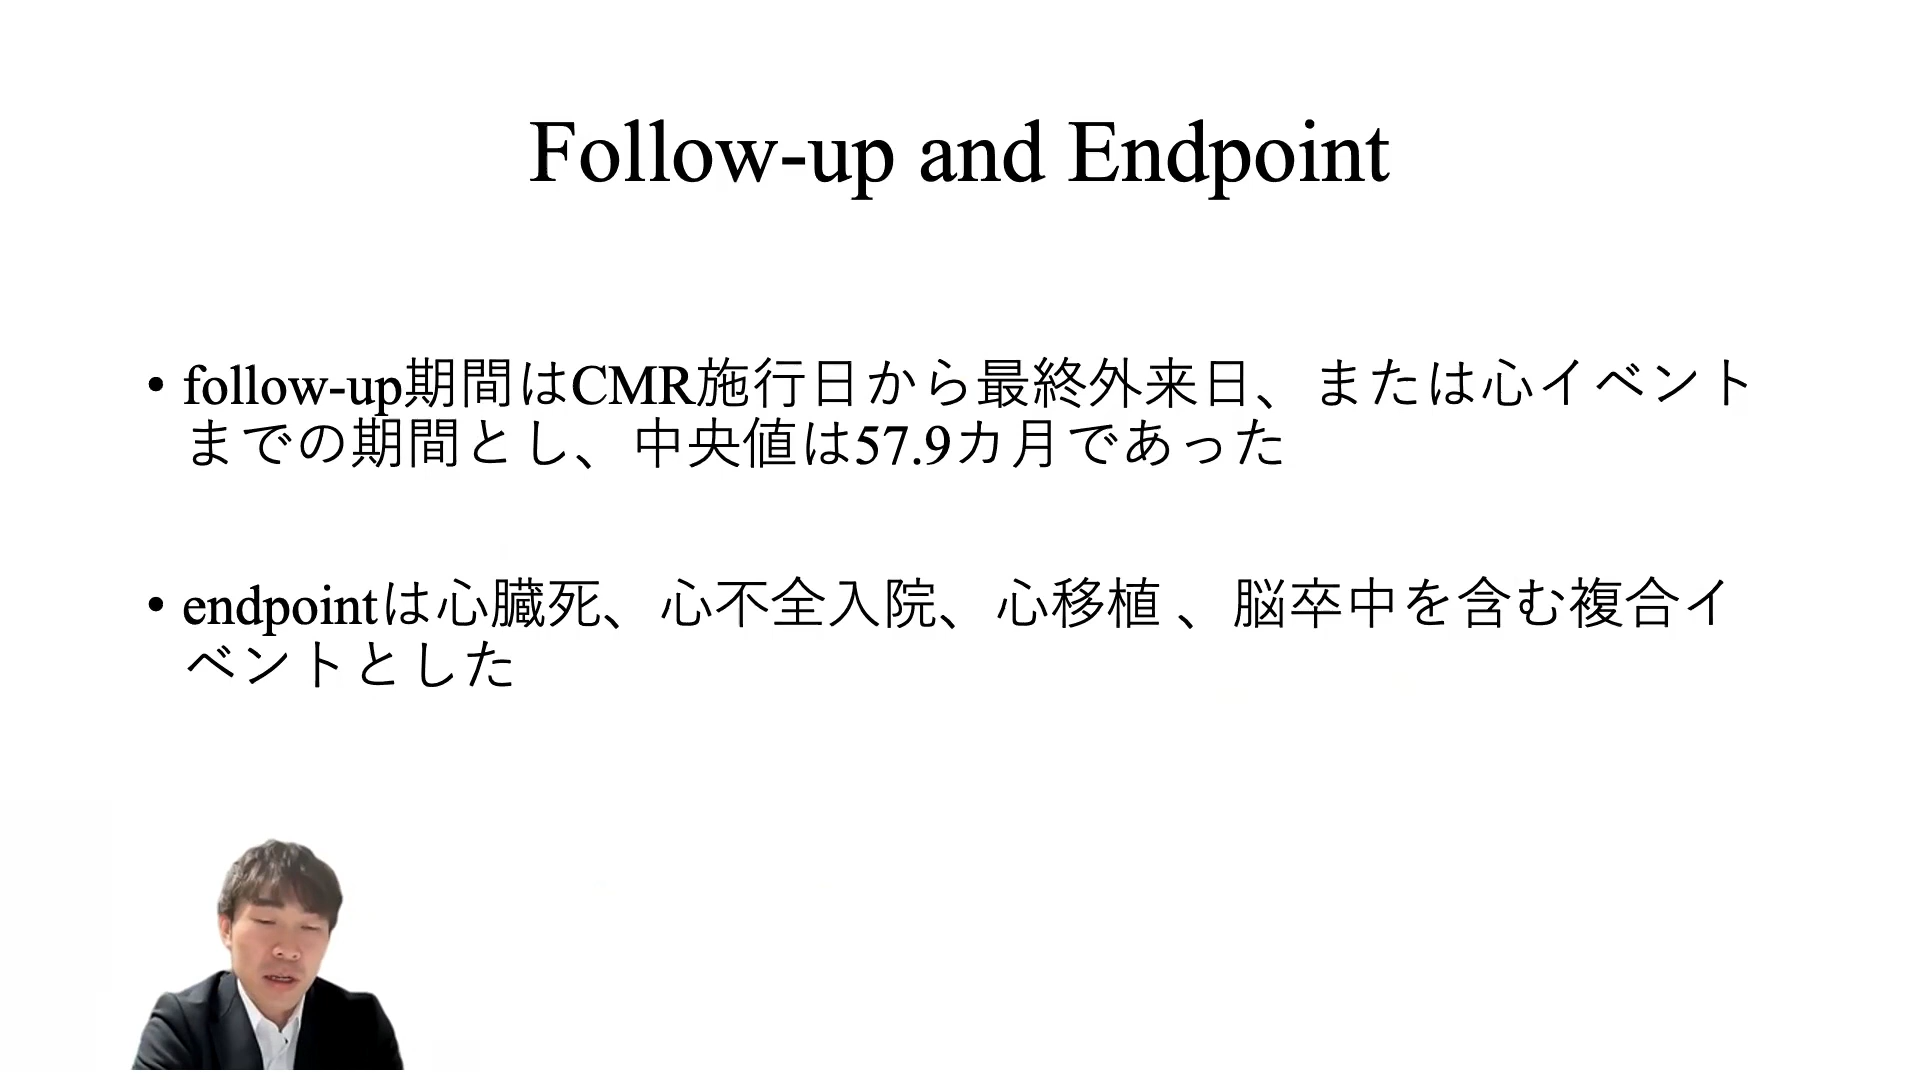 Follow-up and Endpoint
• follow-up期間はCMR施行日から最終外来日、または心イベント
までの期間とし、中央値は57.9カ月であった
• endpointは心臓死、心不全入院、心移植 、脳卒中を含む複合イ
ベントとした